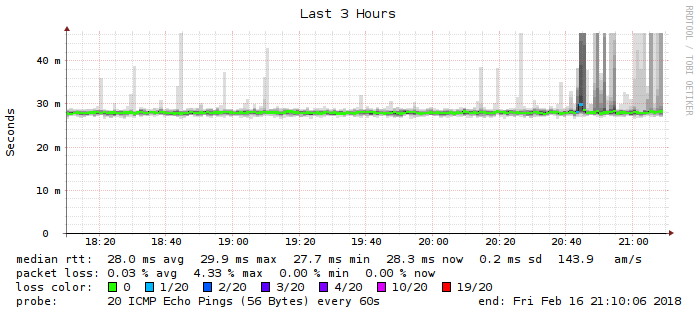 Last 3 Hours
RRDTOOL / TOBI OETIKER
Seconds
40 m
30 m
20 m
10 m
0
18:20 18:40 19:00 19:20 19:40 20:00 20:20 20:40 21:00
median rtt: 28.0 ms avg 29.9 ms max 27.7 ms min 28.3 ms now 0.2 ms sd 143.9 am/s
packet loss: 0.03 % avg 4.33 % max 0.00 % min 0.00 % now
loss color: 0 1/20 2/20 3/20 4/20 10/20 19/20
probe: 20 ICMP Echo Pings (56 Bytes) every 60s end: Fri Feb 16 21:10:06 2018